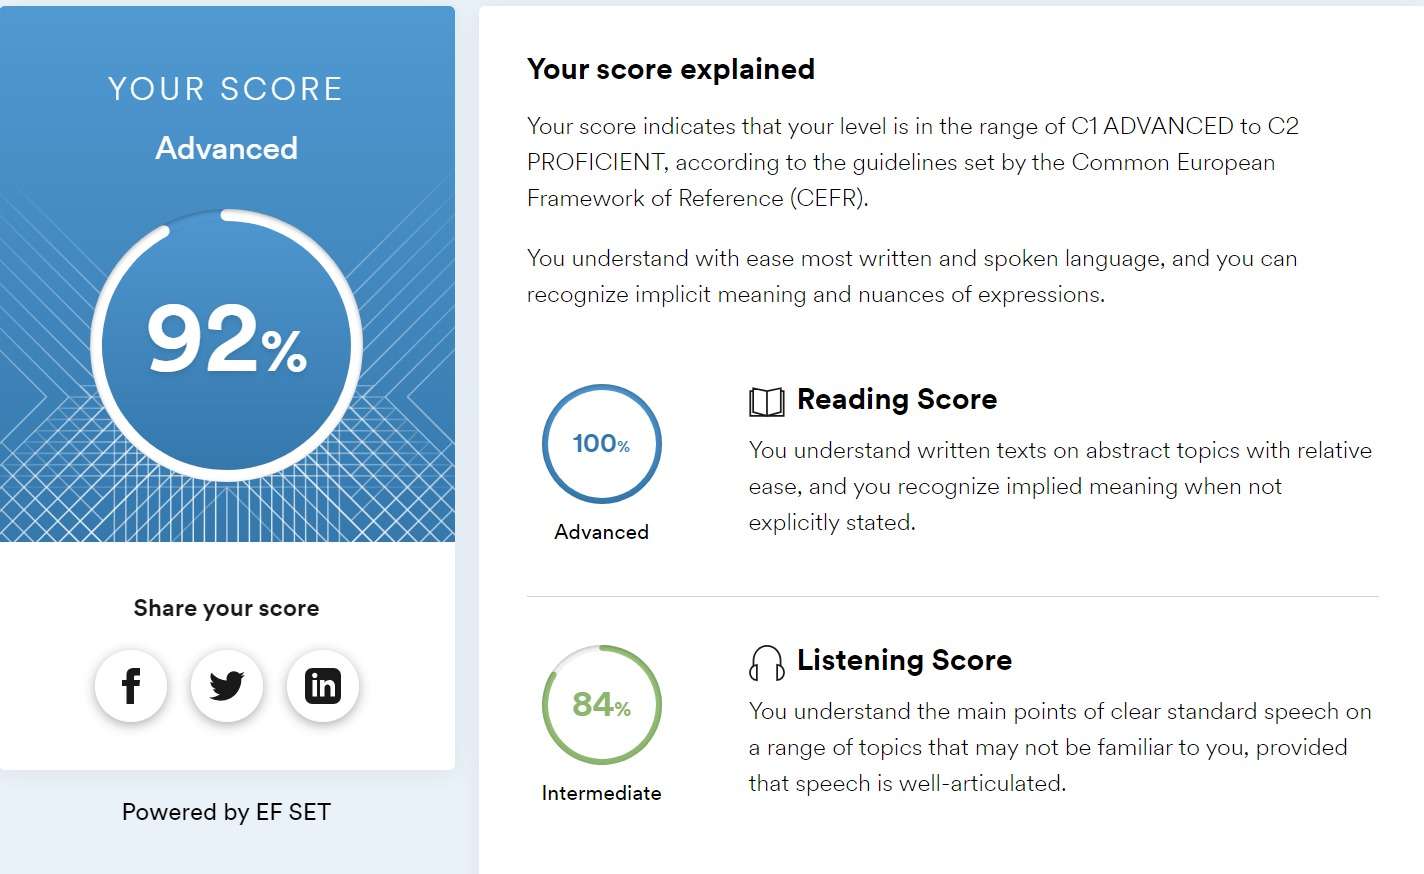 YOUR SCORE
Advanced
92%
Share your score
f
in
Powered by EF SET
Your score explained
Your score indicates that your level is in the range of C1 ADVANCED to C2
PROFICIENT, according to the guidelines set by the Common European
Framework of Reference (CEFR).
You understand with ease most written and spoken language, and you can
recognize implicit meaning and nuances of expressions.
100%
Advanced
Reading Score
You understand written texts on abstract topics with relative
ease, and you recognize implied meaning when not
explicitly stated.
84%
Intermediate
Listening Score
You understand the main points of clear standard speech on
a range of topics that may not be familiar to you, provided
that speech is well-articulated.